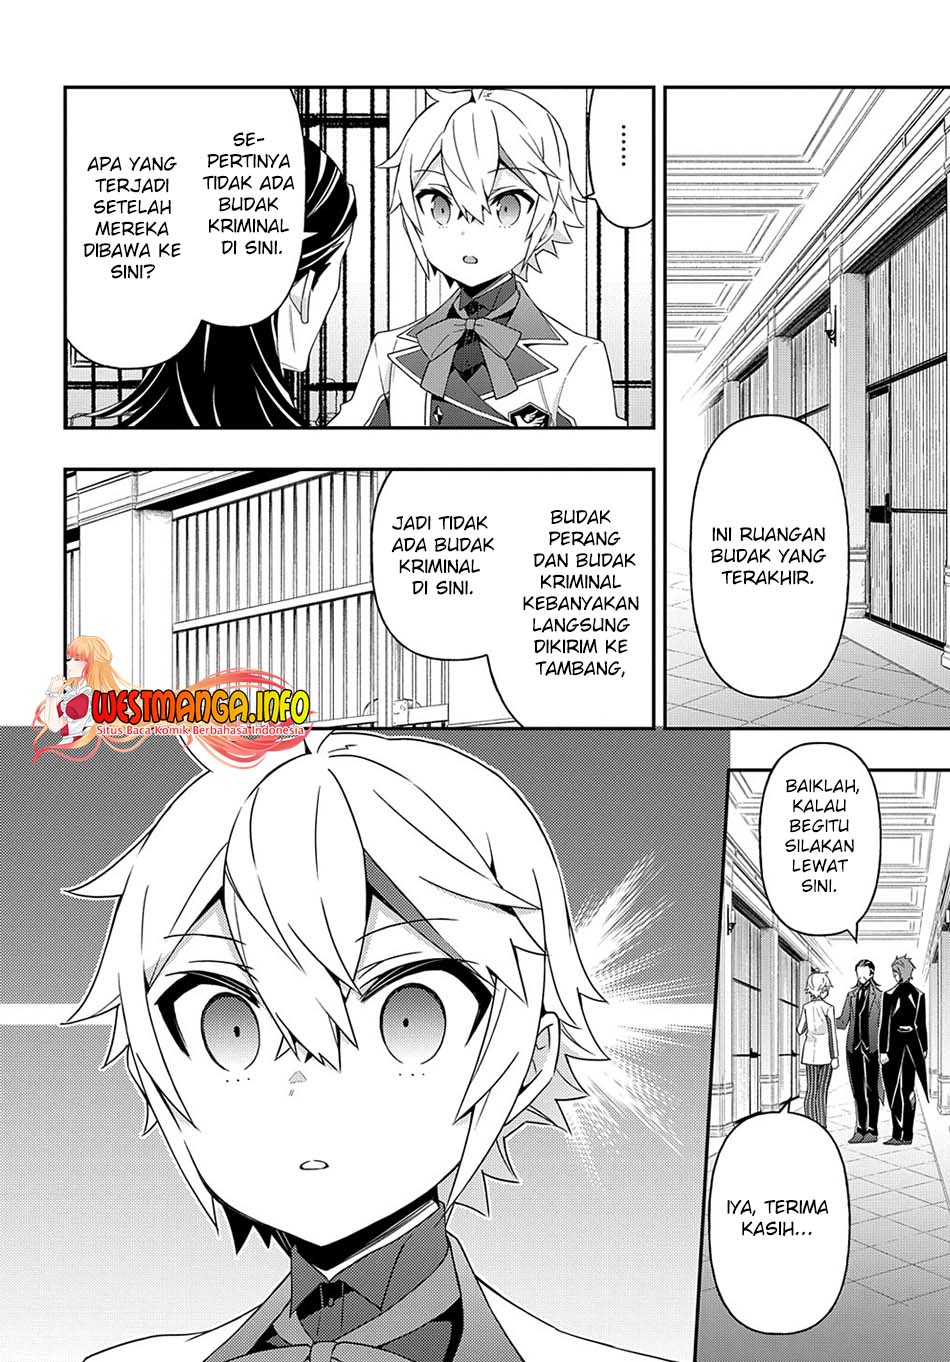 INI RUANGAN
BUDAK YANG
TERAKHIR.
........
SE-
PERTINYA
TIDAK ADA
BUDAK
KRIMINAL
DI SINI.
APA YANG
TERJADI
SETELAH
MEREKA
DIBAWA KE
SINI?
BUDAK
PERANG
DAN BUDAK
KRIMINAL
KEBANYAKAN
LANGSUNG
DIKIRIM KE
TAMBANG,
JADI TIDAK
ADA BUDAK
KRIMINAL
DI SINI.
WESTMANGA.INFO
Situs Baca Komik Berbahasa Indonesia
BAIKLAH,
KALAU
BEGITU
SILAKAN
LEWAT
SINI.
IYA, TERIMA
KASIH...